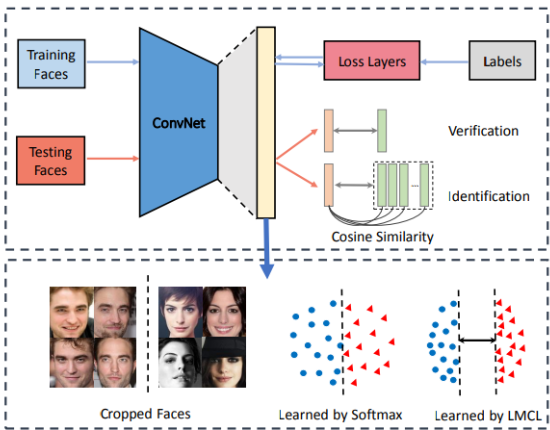 Training
Faces
ConvNet
Loss Layers
Labels
Testing
Faces
Verification
...
Identification
Cosine Similarity
Cropped Faces
Learned by Softmax
Learned by LMCL